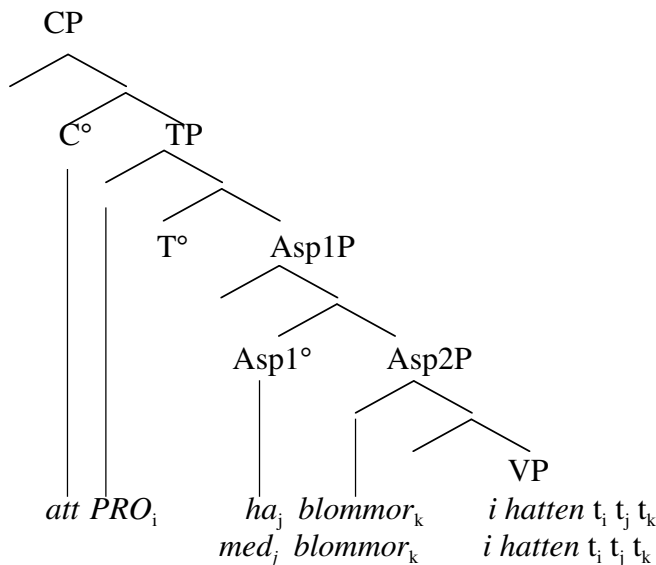 CP
C° TP
T° Asp1P
Asp1° Asp2P
VP
att PROᵢ haⱼ blommorₖ i hatten tᵢ tⱼ tₖ
medⱼ blommorₖ i hatten tᵢ tⱼ tₖ